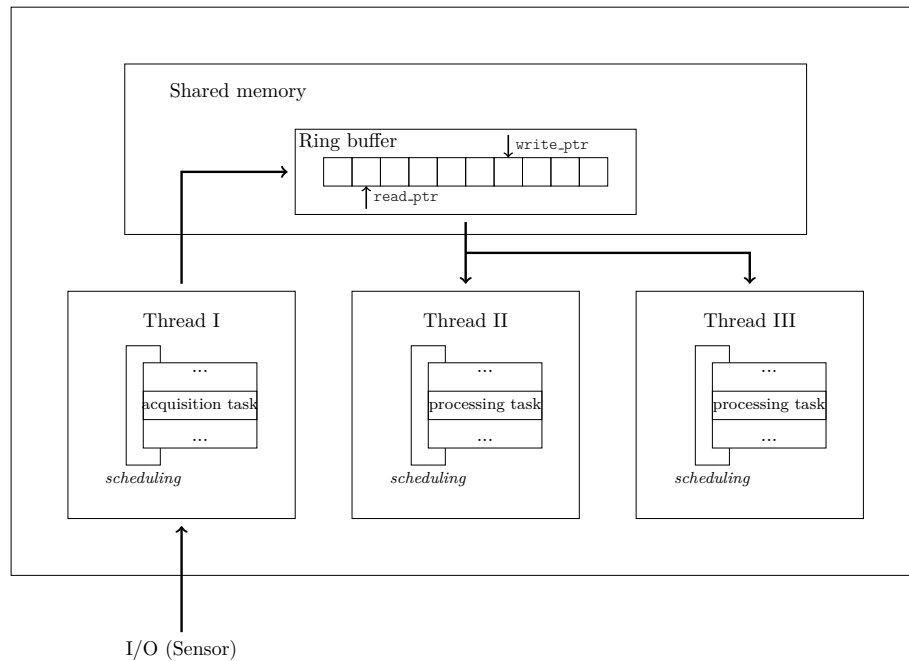 Shared memory
Ring buffer
write_ptr
read_ptr
Thread I
Thread II
Thread III
...
...
...
acquisition task
processing task
processing task
...
...
...
scheduling
scheduling
scheduling
I/O (Sensor)